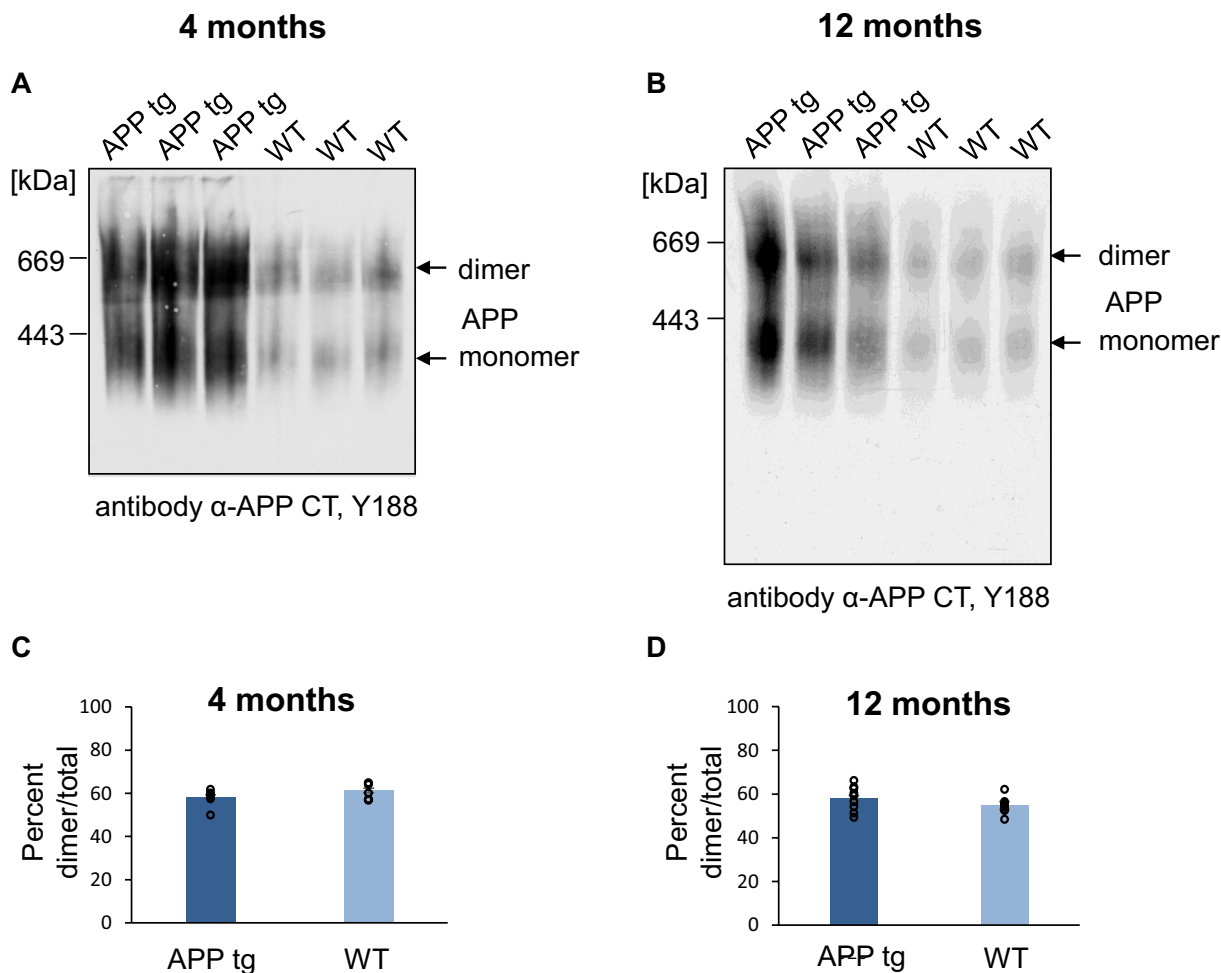 4 months
12 months
A
APP tg APP tg APP tg WT WT WT
[kDa]
669
443
dimer
APP
monomer
antibody α-APP CT, Y188
B
APP tg APP tg APP tg WT WT WT
[kDa]
669
443
dimer
APP
monomer
antibody α-APP CT, Y188
C
4 months
Percent
dimer/total
100
80
60
40
20
0
APP tg WT
D
12 months
Percent
dimer/total
100
80
60
40
20
0
APP tg WT